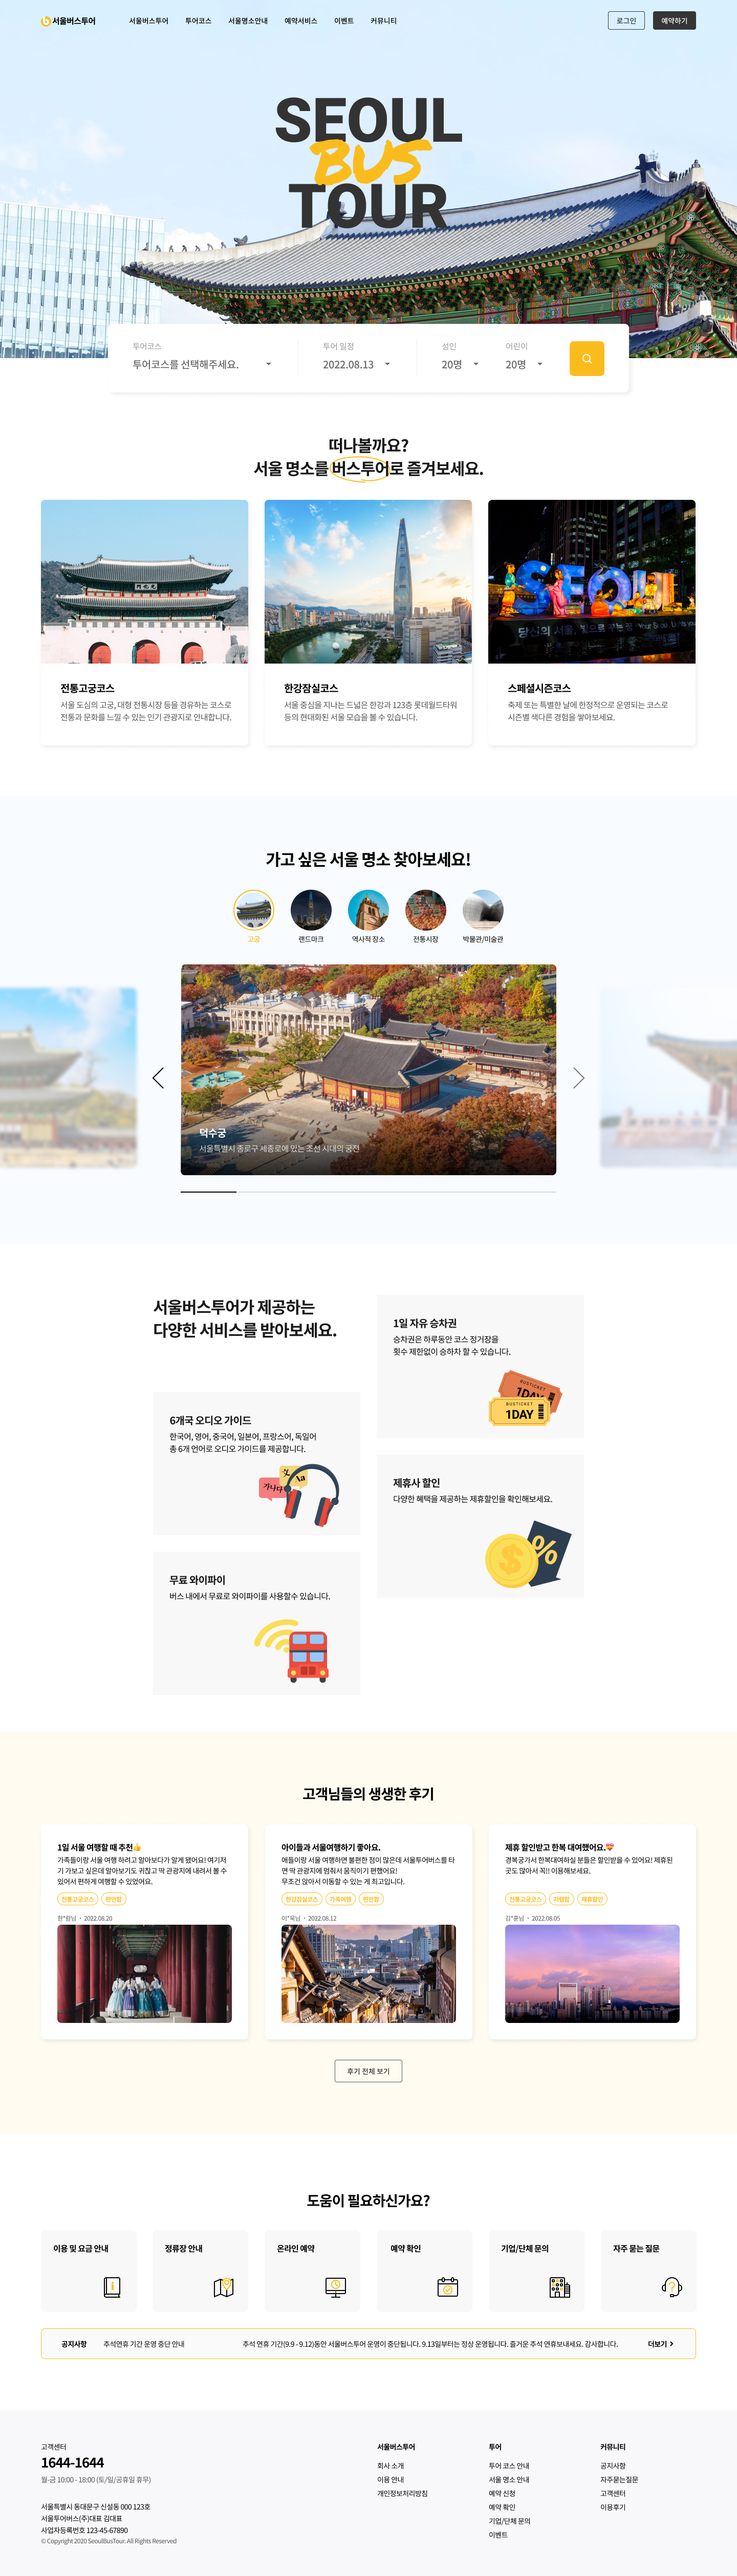 서울버스투어
서울버스투어 투어코스 서울명소안내 예약서비스 이벤트 커뮤니티
로그인 예약하기
SEOUL
BUS
TOUR
투어코스 투어 일정 성인 어린이
투어코스를 선택해주세요. 2022.08.13 20명 20명
떠나볼까요?
서울 명소를 버스투어로 즐겨보세요.
SEOUL
전통고궁코스
서울 도심의 고궁, 대형 전통시장 등을 경유하는 코스로
전통과 문화를 느낄 수 있는 인기 관광지로 안내합니다.
한강잠실코스
서울 중심을 지나는 드넓은 한강과 123층 롯데월드타워
등의 현대화된 서울 모습을 볼 수 있습니다.
스페셜시즌코스
축제 또는 특별한 날에 한정적으로 운영되는 코스로
시즌별 색다른 경험을 쌓아보세요.
가고 싶은 서울 명소 찾아보세요!
고궁 랜드마크 역사적 장소 전통시장 박물관/미술관
덕수궁
서울특별시 종로구 세종로에 있는 조선 시대의 궁전
서울버스투어가 제공하는
다양한 서비스를 받아보세요.
1일 자유 승차권
승차권은 하루동안 코스 정거장을
횟수 제한없이 승하차 할 수 있습니다.
BUSTICKET
1DAY
BUSTICKET
1DAY
6개국 오디오 가이드
한국어, 영어, 중국어, 일본어, 프랑스어, 독일어
총 6개 언어로 오디오 가이드를 제공합니다.
가나다 文 Aa
제휴사 할인
다양한 혜택을 제공하는 제휴할인을 확인해보세요.
$ %
무료 와이파이
버스 내에서 무료로 와이파이를 사용할수 있습니다.
고객님들의 생생한 후기
1일 서울 여행할 때 추천👍
가족들이랑 서울 여행 하려고 알아보다가 알게 됐어요! 여기저
기 가보고 싶은데 알아보기도 귀찮고 딱 관광지에 내려서 볼 수
있어서 편하게 여행할 수 있었어요.
전통고궁코스 편안함
한*람님 · 2022.08.20
아이들과 서울여행하기 좋아요.
애들이랑 서울 여행하면 불편한 점이 많은데 서울투어버스를 타
면 딱 관광지에 멈춰서 움직이기 편했어요!
무조건 앉아서 이동할 수 있는 게 최고입니다.
한강잠실코스 가족여행 편안함
이*욱님 · 2022.08.12
제휴 할인받고 한복 대여했어요.💝
경복궁가서 한복대여하실 분들은 할인받을 수 있어요! 제휴된
곳도 많아서 꼭!! 이용해보세요.
전통고궁코스 저렴함 제휴할인
김*훈님 · 2022.08.05
후기 전체 보기
도움이 필요하신가요?
이용 및 요금 안내 정류장 안내 온라인 예약 예약 확인 기업/단체 문의 자주 묻는 질문
공지사항 추석연휴 기간 운영 중단 안내 추석 연휴 기간(9.9 - 9.12)동안 서울버스투어 운영이 중단됩니다. 9.13일부터는 정상 운영됩니다. 즐거운 추석 연휴보내세요. 감사합니다. 더보기
고객센터
1644-1644
월-금 10:00 - 18:00 (토/일/공휴일 휴무)
서울특별시 동대문구 신설동 000 123호
서울투어버스(주)대표 김대표
사업자등록번호 123-45-67890
© Copyright 2020 SeoulBusTour. All Rights Reserved
서울버스투어
회사 소개
이용 안내
개인정보처리방침
투어
투어 코스 안내
서울 명소 안내
예약 신청
예약 확인
기업/단체 문의
이벤트
커뮤니티
공지사항
자주묻는질문
고객센터
이용후기